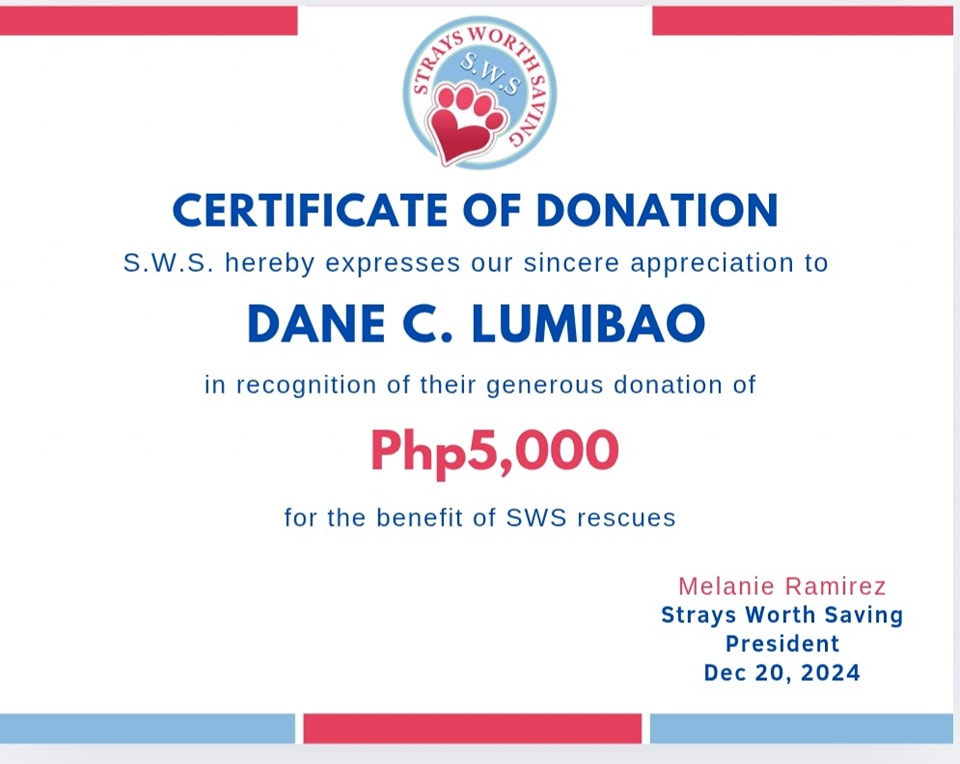 STRAYS WORTH SAVING
S.W.S
CERTIFICATE OF DONATION
S.W.S. hereby expresses our sincere appreciation to
DANE C. LUMIBAO
in recognition of their generous donation of
Php5,000
for the benefit of SWS rescues
Melanie Ramirez
Strays Worth Saving
President
Dec 20, 2024